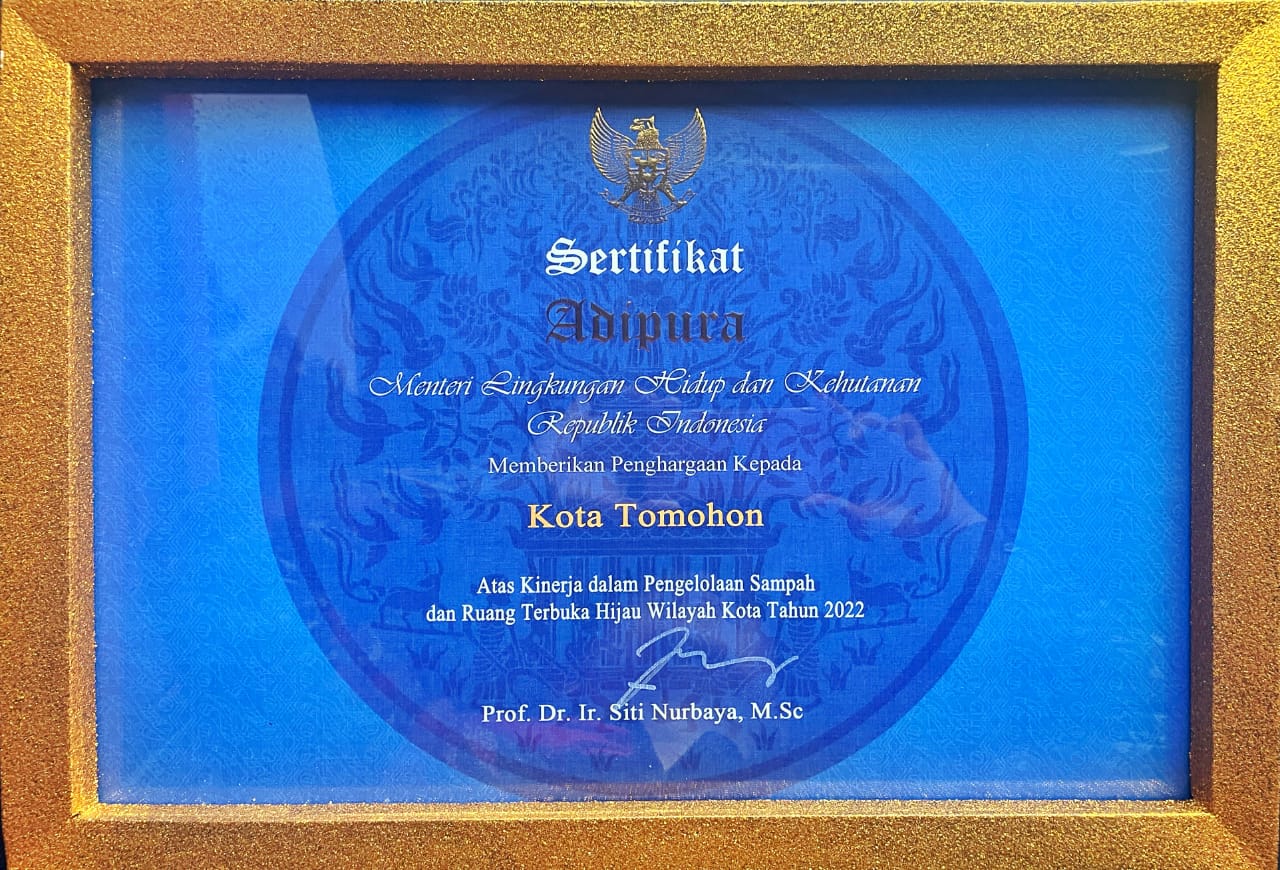 Sertifikat
Adipura
Menteri Lingkungan Hidup dan Kehutanan
Republik Indonesia
Memberikan Penghargaan Kepada
Kota Tomohon
Atas Kinerja dalam Pengelolaan Sampah
dan Ruang Terbuka Hijau Wilayah Kota Tahun 2022
Prof. Dr. Ir. Siti Nurbaya, M.Sc